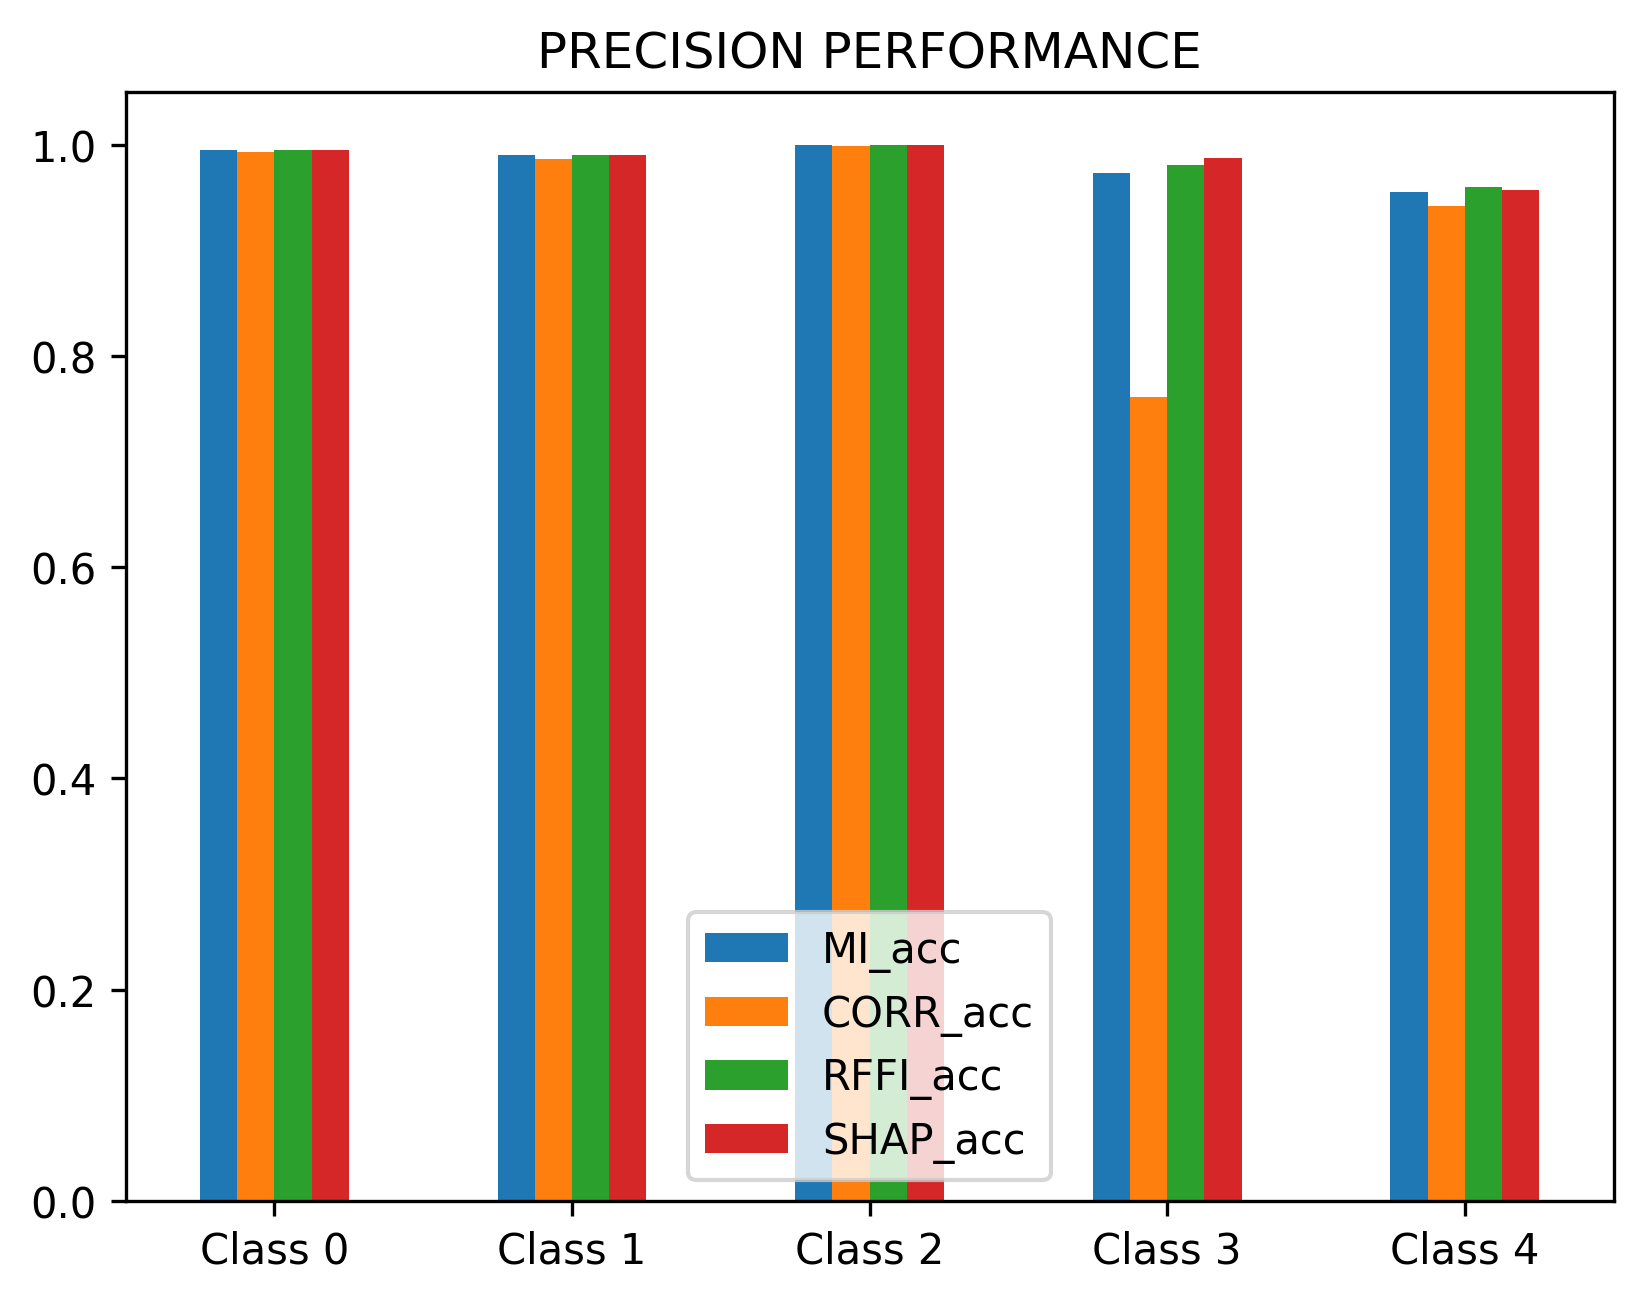 PRECISION PERFORMANCE
1.0
0.8
0.6
0.4
0.2
0.0
MI_acc
CORR_acc
RFFI_acc
SHAP_acc
Class 0 Class 1 Class 2 Class 3 Class 4